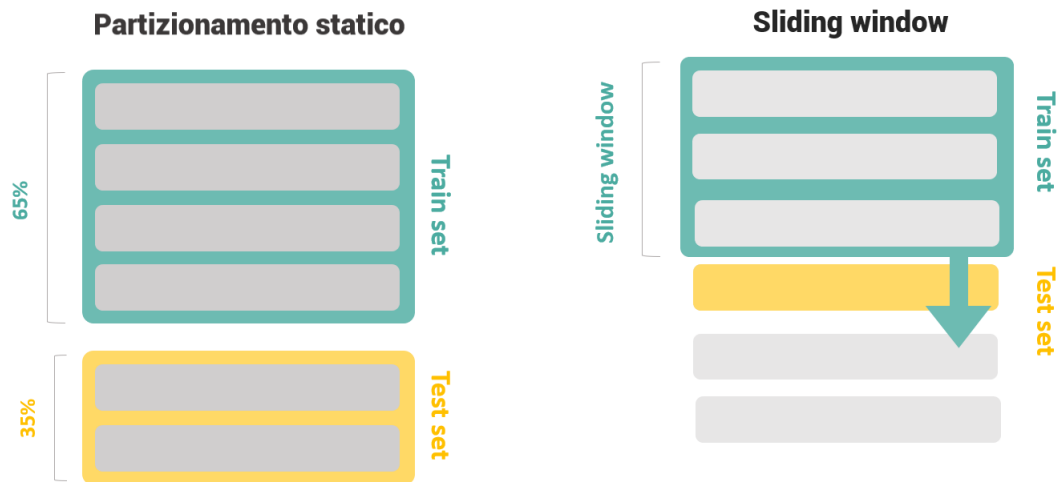 Partizionamento statico
65%
Train set
35%
Test set
Sliding window
Sliding window
Train set
Test set